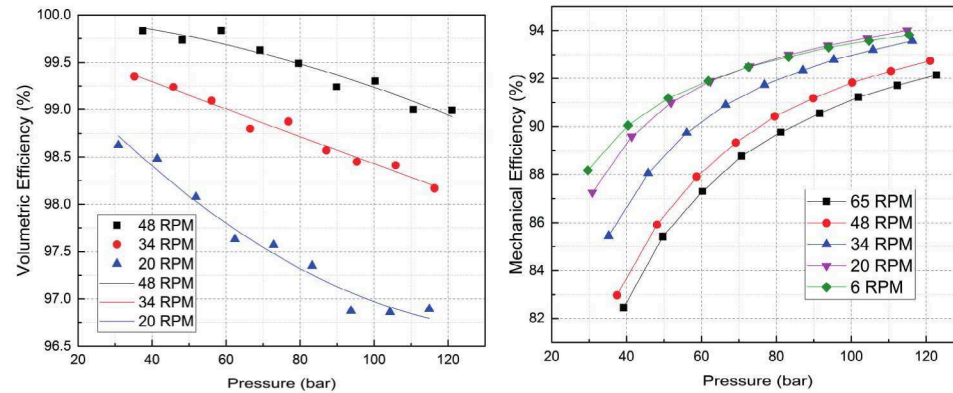 100.0
99.5
99.0
98.5
98.0
97.5
97.0
96.5
Volumetric Efficiency (%)
48 RPM
34 RPM
20 RPM
48 RPM
34 RPM
20 RPM
20 40 60 80 100 120
Pressure (bar)
94
92
90
88
86
84
82
Mechanical Efficiency (%)
65 RPM
48 RPM
34 RPM
20 RPM
6 RPM
20 40 60 80 100 120
Pressure (bar)